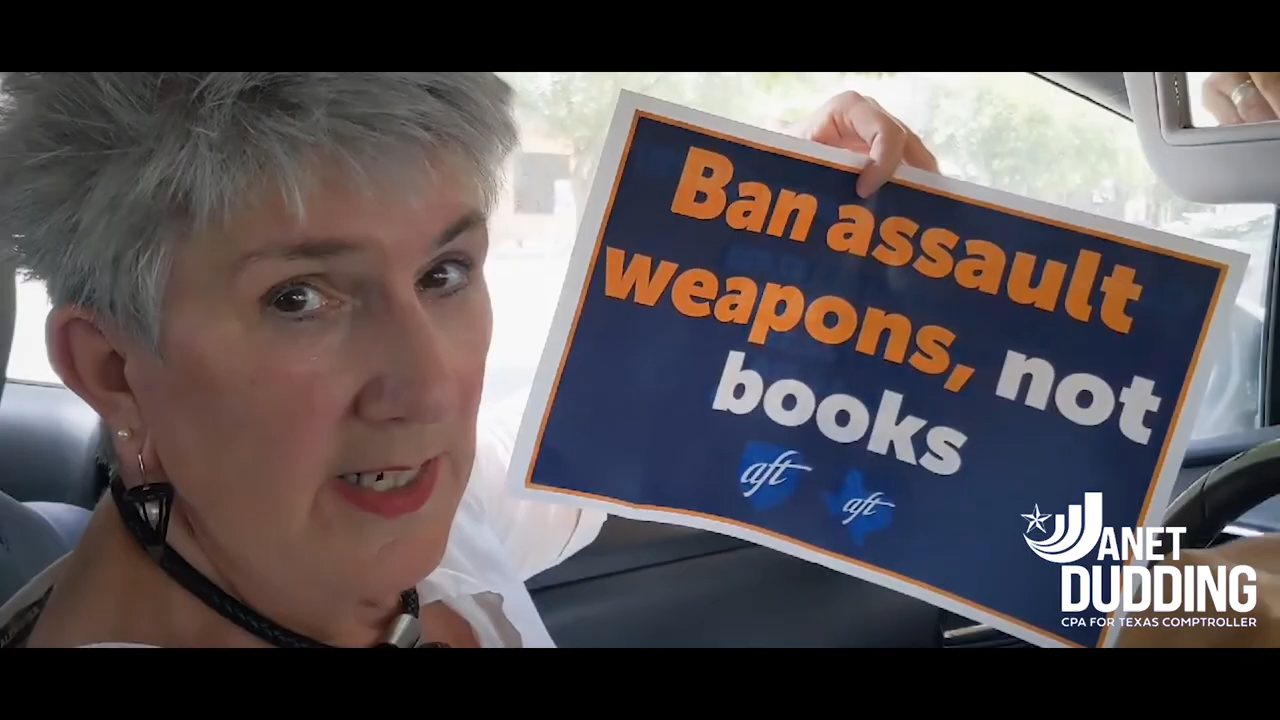 Ban assault
weapons, not
books
aft
aft
JANET
DUDDING
CPA FOR TEXAS COMPTROLLER